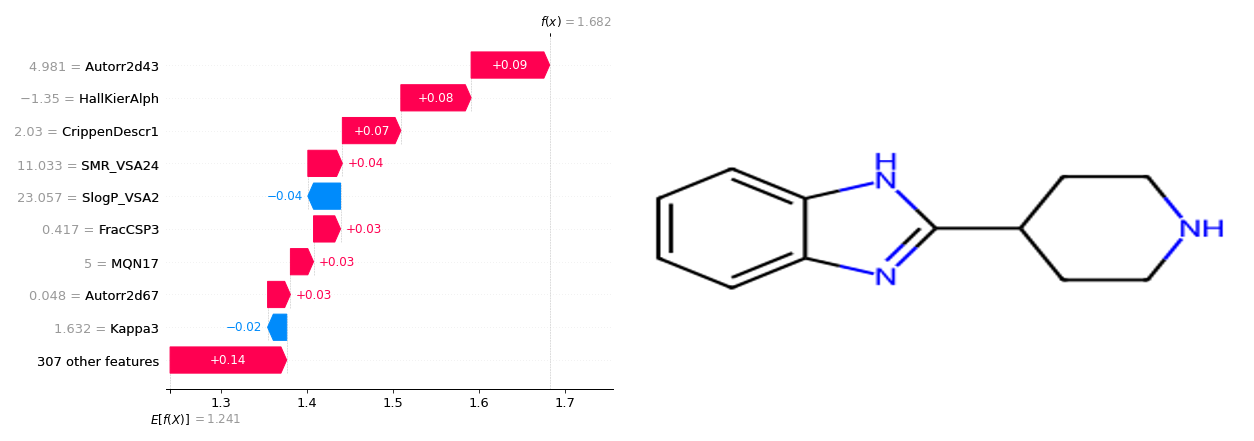 f(x) = 1.682
4.981 = Autorr2d43
+0.09
−1.35 = HallKierAlph
+0.08
2.03 = CrippenDescr1
+0.07
11.033 = SMR_VSA24
+0.04
23.057 = SlogP_VSA2
−0.04
0.417 = FracCSP3
+0.03
5 = MQN17
+0.03
0.048 = Autorr2d67
+0.03
1.632 = Kappa3
−0.02
307 other features
+0.14
1.3 1.4 1.5 1.6 1.7
E[f(X)] = 1.241
H
N
N
NH